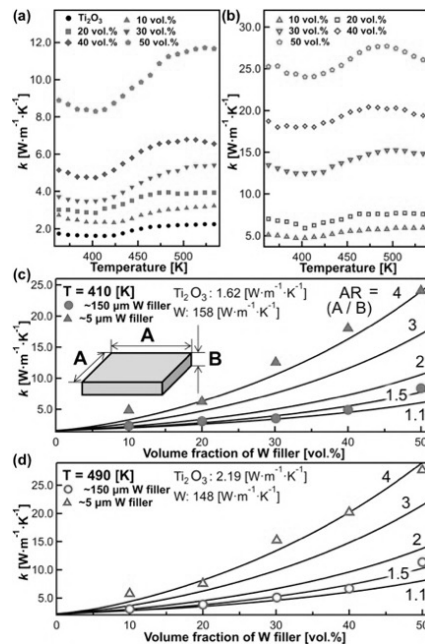 (a)
Ti₂O₃ 10 vol.%
20 vol.% 30 vol.%
40 vol.% 50 vol.%
12.0
10.0
8.0
6.0
4.0
2.0
k [W·m⁻¹·K⁻¹]
400 450 500
Temperature [K]
(b)
10 vol.% 20 vol.%
30 vol.% 40 vol.%
50 vol.%
25.0
20.0
15.0
10.0
5.0
k [W·m⁻¹·K⁻¹]
400 450 500
Temperature [K]
(c)
T = 410 [K]
~150 μm W filler
~5 μm W filler
Ti₂O₃: 1.62 [W·m⁻¹·K⁻¹]
W: 158 [W·m⁻¹·K⁻¹]
AR =
(A / B)
4
3
2
1.5
1.1
A
A
B
25.0
20.0
15.0
10.0
5.0
k [W·m⁻¹·K⁻¹]
0 10 20 30 40 50
Volume fraction of W filler [vol.%]
(d)
T = 490 [K]
~150 μm W filler
~5 μm W filler
Ti₂O₃: 2.19 [W·m⁻¹·K⁻¹]
W: 148 [W·m⁻¹·K⁻¹]
4
3
2
1.5
1.1
25.0
20.0
15.0
10.0
5.0
k [W·m⁻¹·K⁻¹]
0 10 20 30 40 50
Volume fraction of W filler [vol.%]